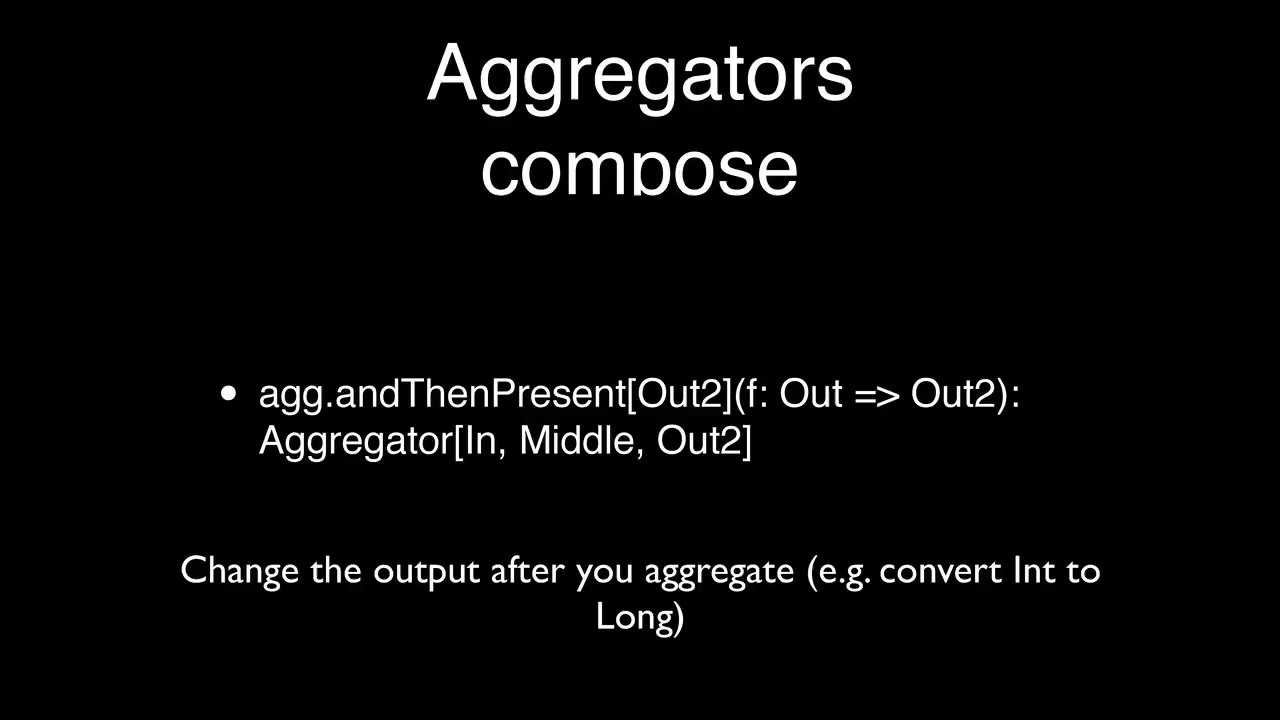 Aggregators
compose
• agg.andThenPresent[Out2](f: Out => Out2):
Aggregator[In, Middle, Out2]
Change the output after you aggregate (e.g. convert Int to
Long)